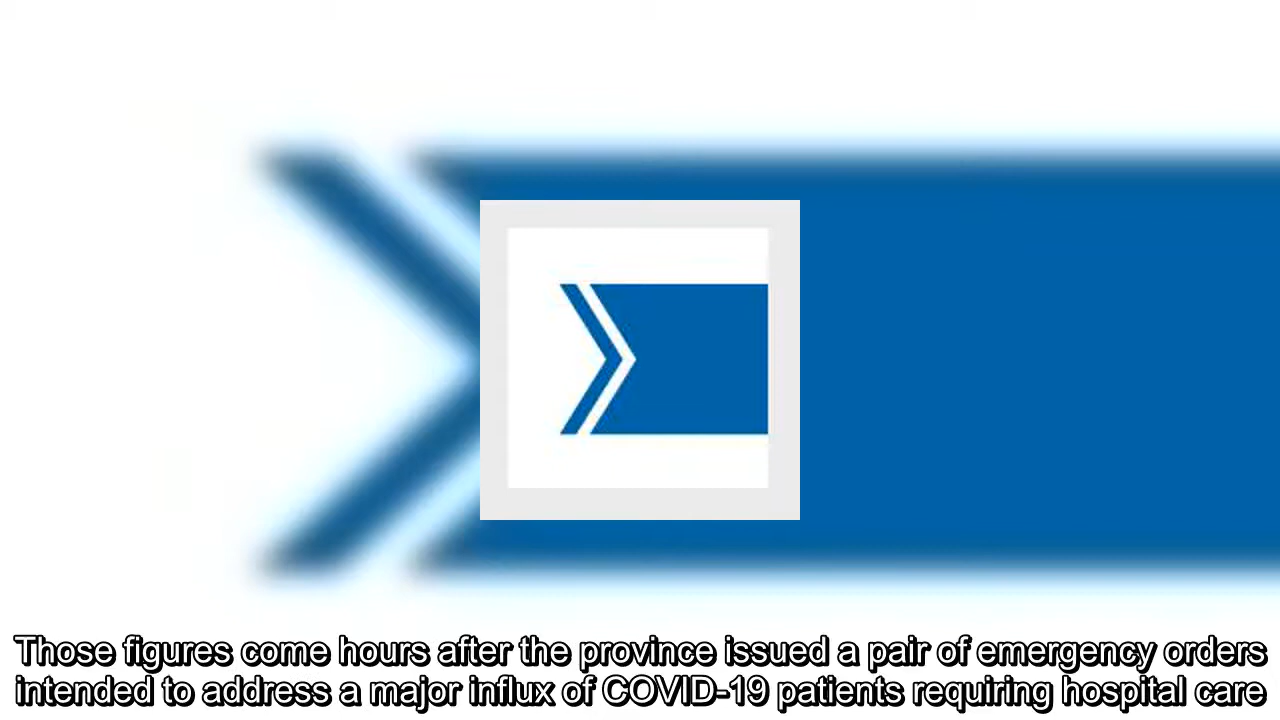 Those figures come hours after the province issued a pair of emergency orders
intended to address a major influx of COVID-19 patients requiring hospital care